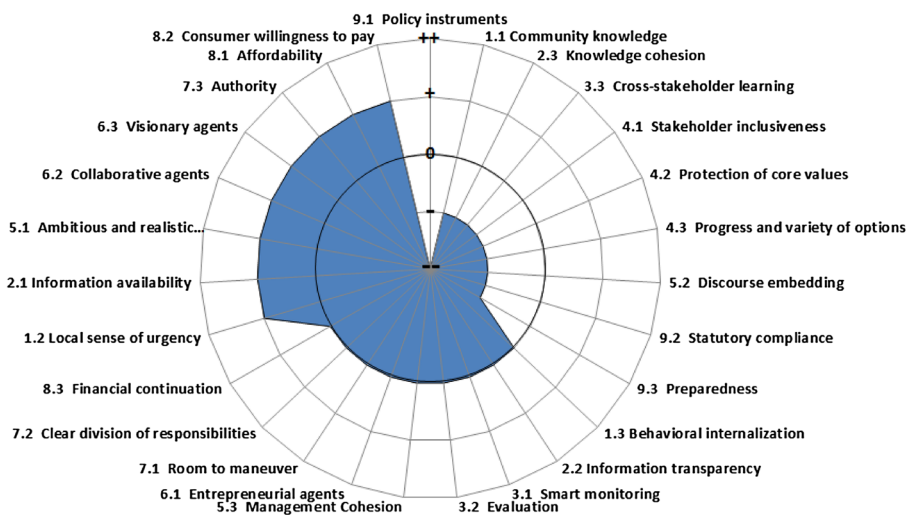 9.1 Policy instruments
8.2 Consumer willingness to pay
++
1.1 Community knowledge
8.1 Affordability
2.3 Knowledge cohesion
7.3 Authority
+
3.3 Cross-stakeholder learning
6.3 Visionary agents
4.1 Stakeholder inclusiveness
0
6.2 Collaborative agents
4.2 Protection of core values
-
5.1 Ambitious and realistic...
4.3 Progress and variety of options
--
2.1 Information availability
5.2 Discourse embedding
1.2 Local sense of urgency
9.2 Statutory compliance
8.3 Financial continuation
9.3 Preparedness
7.2 Clear division of responsibilities
1.3 Behavioral internalization
7.1 Room to maneuver
2.2 Information transparency
6.1 Entrepreneurial agents
3.1 Smart monitoring
5.3 Management Cohesion
3.2 Evaluation